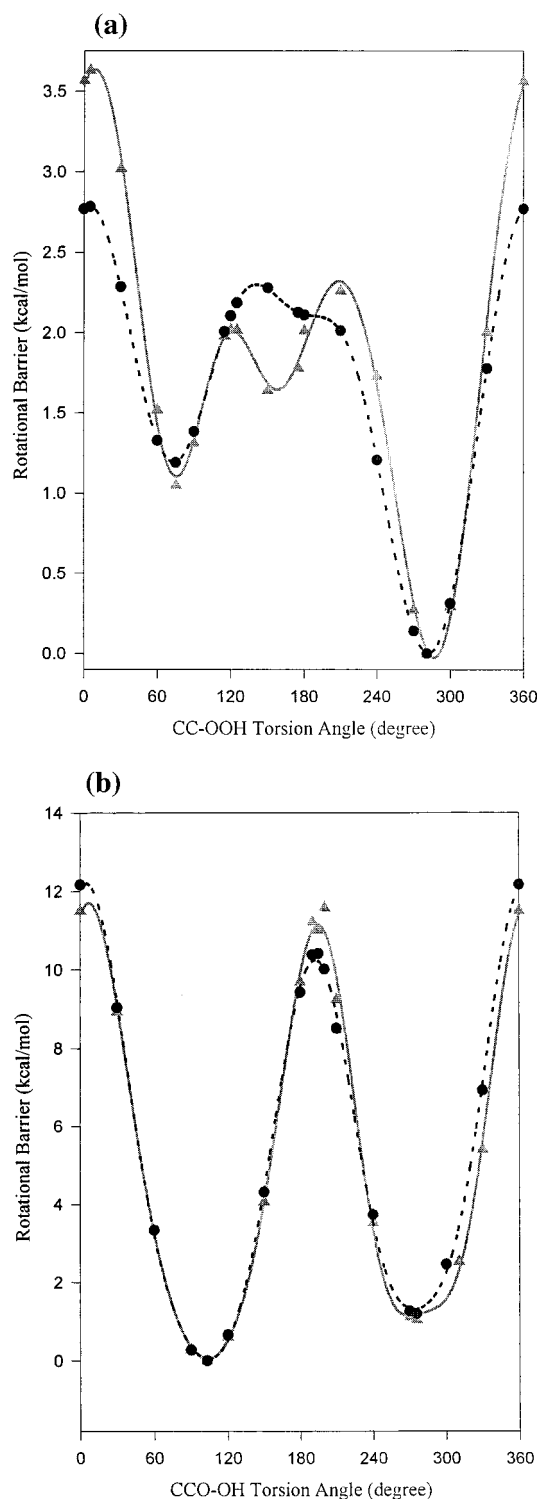 (a)
3.5
3.0
2.5
2.0
1.5
1.0
0.5
0.0
Rotational Barrier (kcal/mol)
0 60 120 180 240 300 360
CC-OOH Torsion Angle (degree)
(b)
14
12
10
8
6
4
2
0
Rotational Barrier (kcal/mol)
0 60 120 180 240 300 360
CCO-OH Torsion Angle (degree)